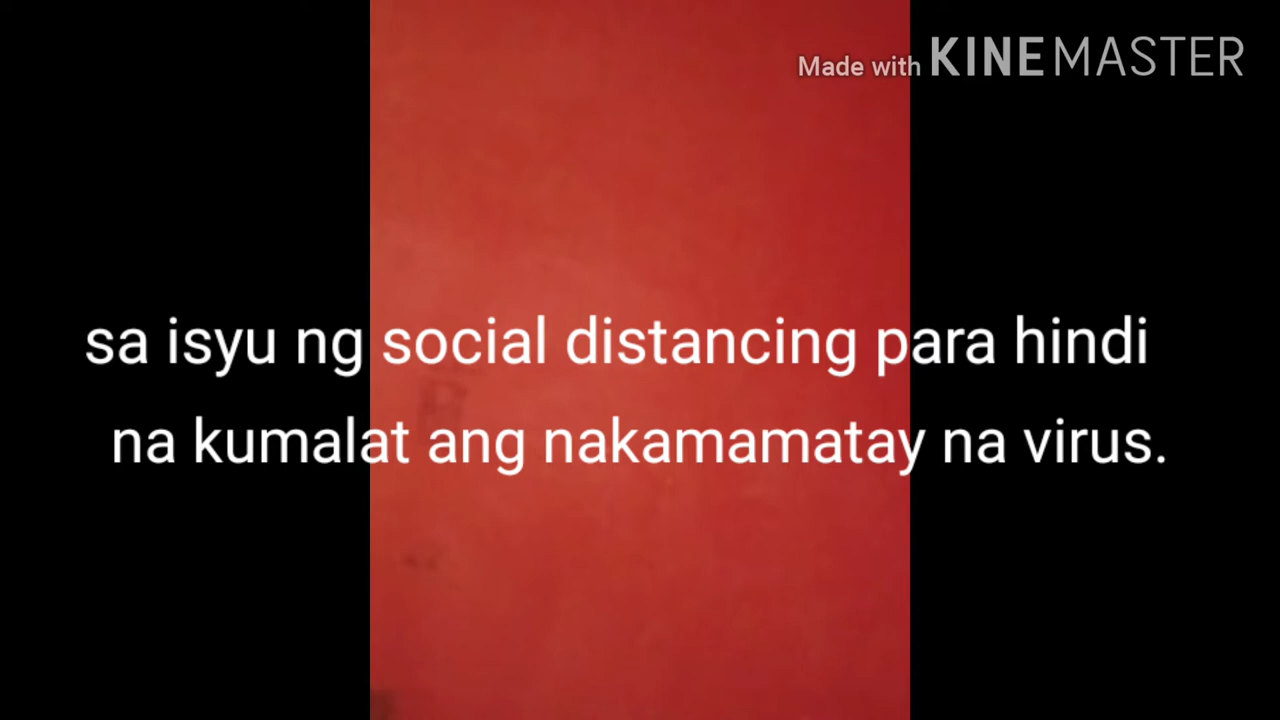 Made with KINEMASTER
sa isyu ng social distancing para hindi
na kumalat ang nakamamatay na virus.